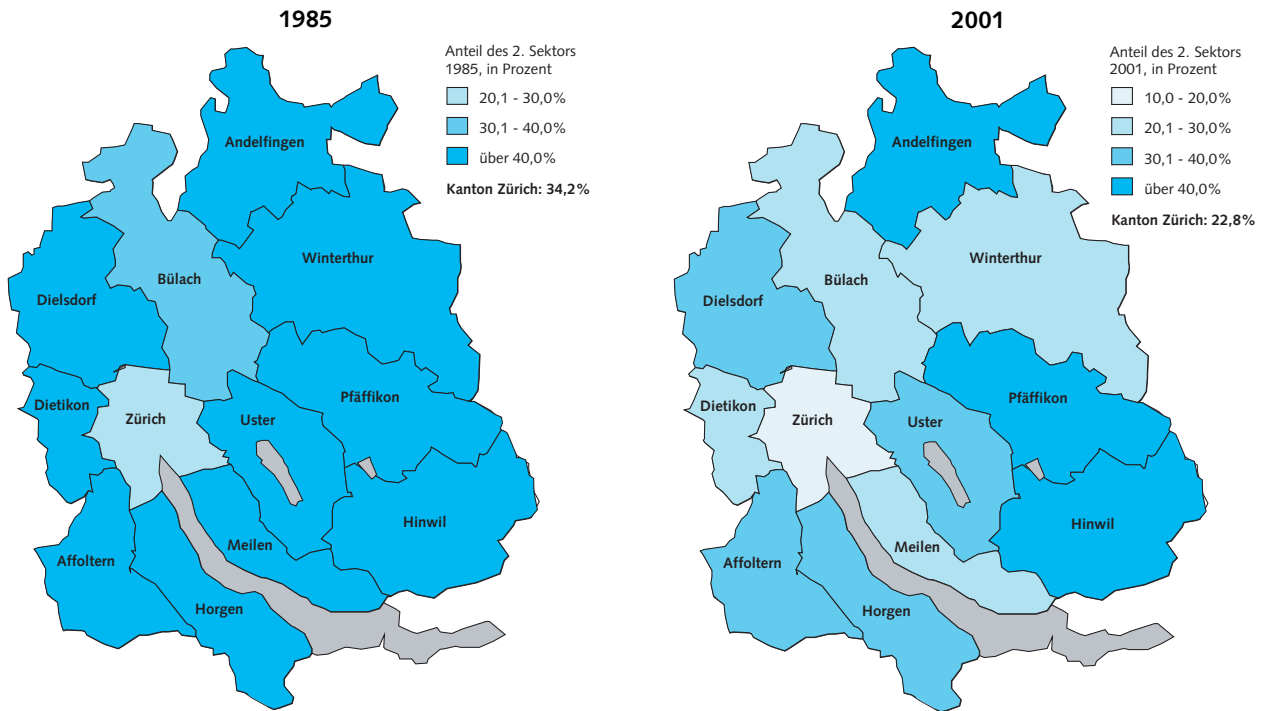 1985
Anteil des 2. Sektors
1985, in Prozent
20,1 - 30,0%
30,1 - 40,0%
über 40,0%
Kanton Zürich: 34,2%
Andelfingen
Winterthur
Bülach
Dielsdorf
Pfäffikon
Dietikon
Zürich
Uster
Hinwil
Meilen
Affoltern
Horgen
2001
Anteil des 2. Sektors
2001, in Prozent
10,0 - 20,0%
20,1 - 30,0%
30,1 - 40,0%
über 40,0%
Kanton Zürich: 22,8%
Andelfingen
Winterthur
Bülach
Dielsdorf
Pfäffikon
Dietikon
Zürich
Uster
Hinwil
Meilen
Affoltern
Horgen